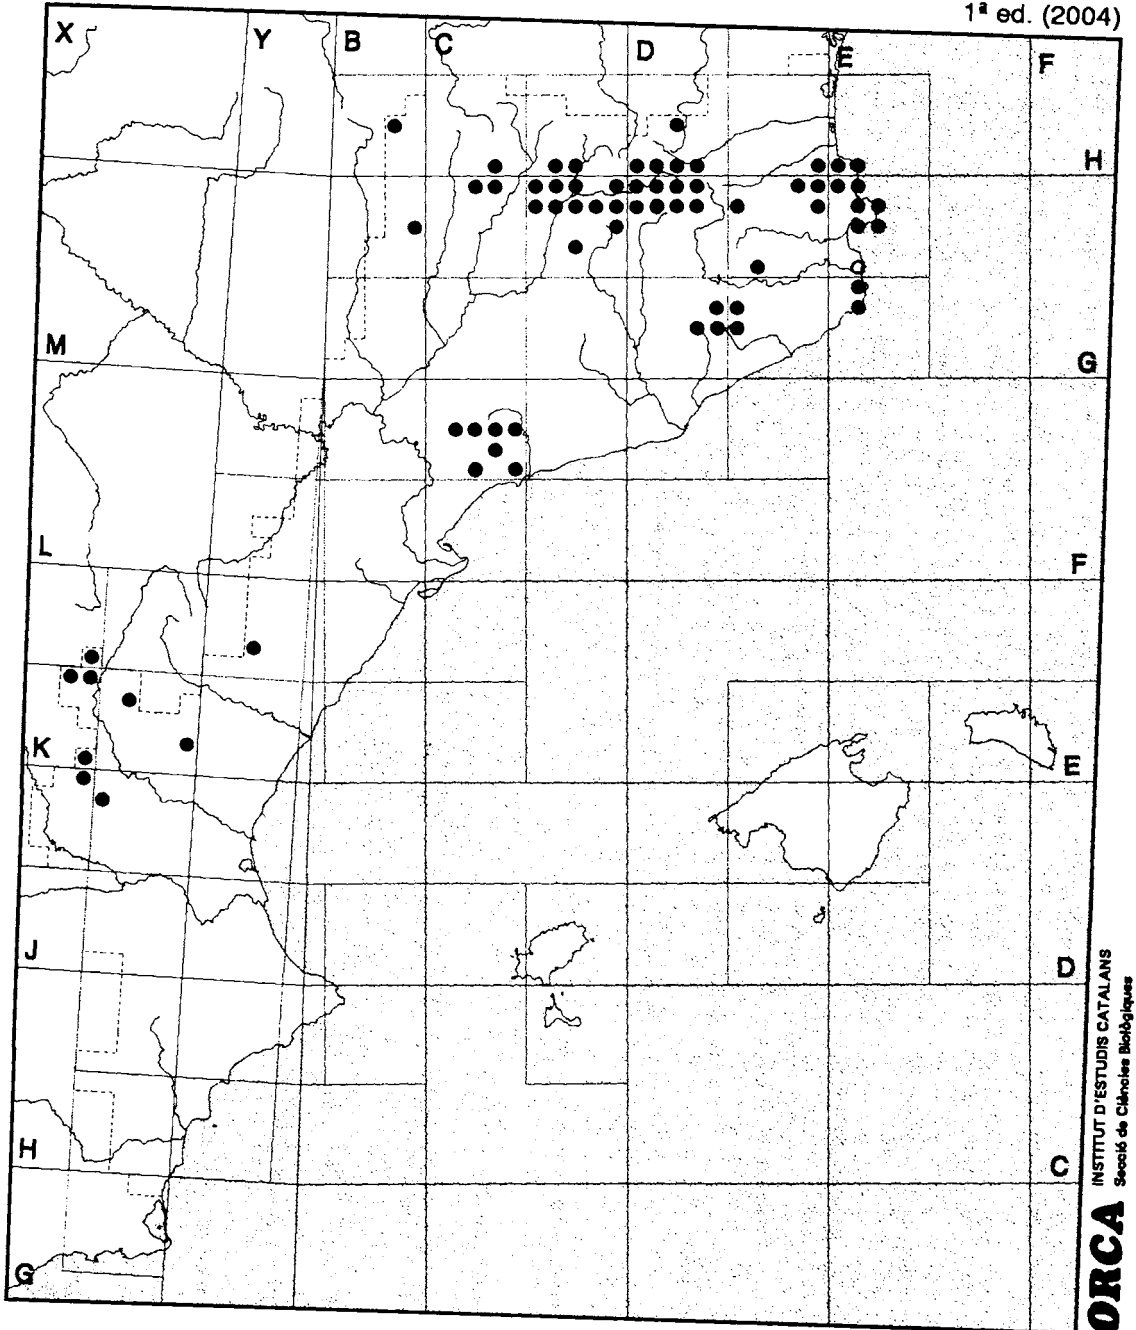 1ª ed. (2004)
X Y B C D E F
H
M G
L F
K E
J D
H C
G
ORCA
INSTITUT D'ESTUDIS CATALANS
Secció de Ciències Biològiques